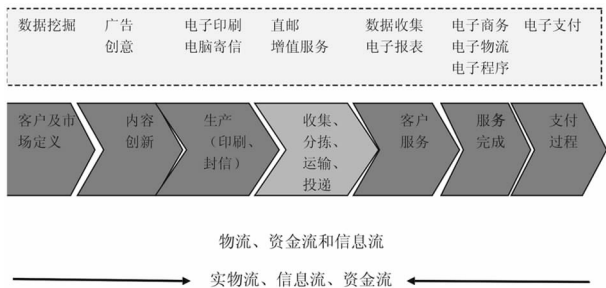 数据挖掘
广告
创意
电子印刷
电脑寄信
直邮
增值服务
数据收集
电子报表
电子商务
电子物流
电子程序
电子支付
客户及市
场定义
内容
创新
生产
（印刷、
封信）
收集、
分拣、
运输、
投递
客户
服务
服务
完成
支付
过程
物流、资金流和信息流
实物流、信息流、资金流